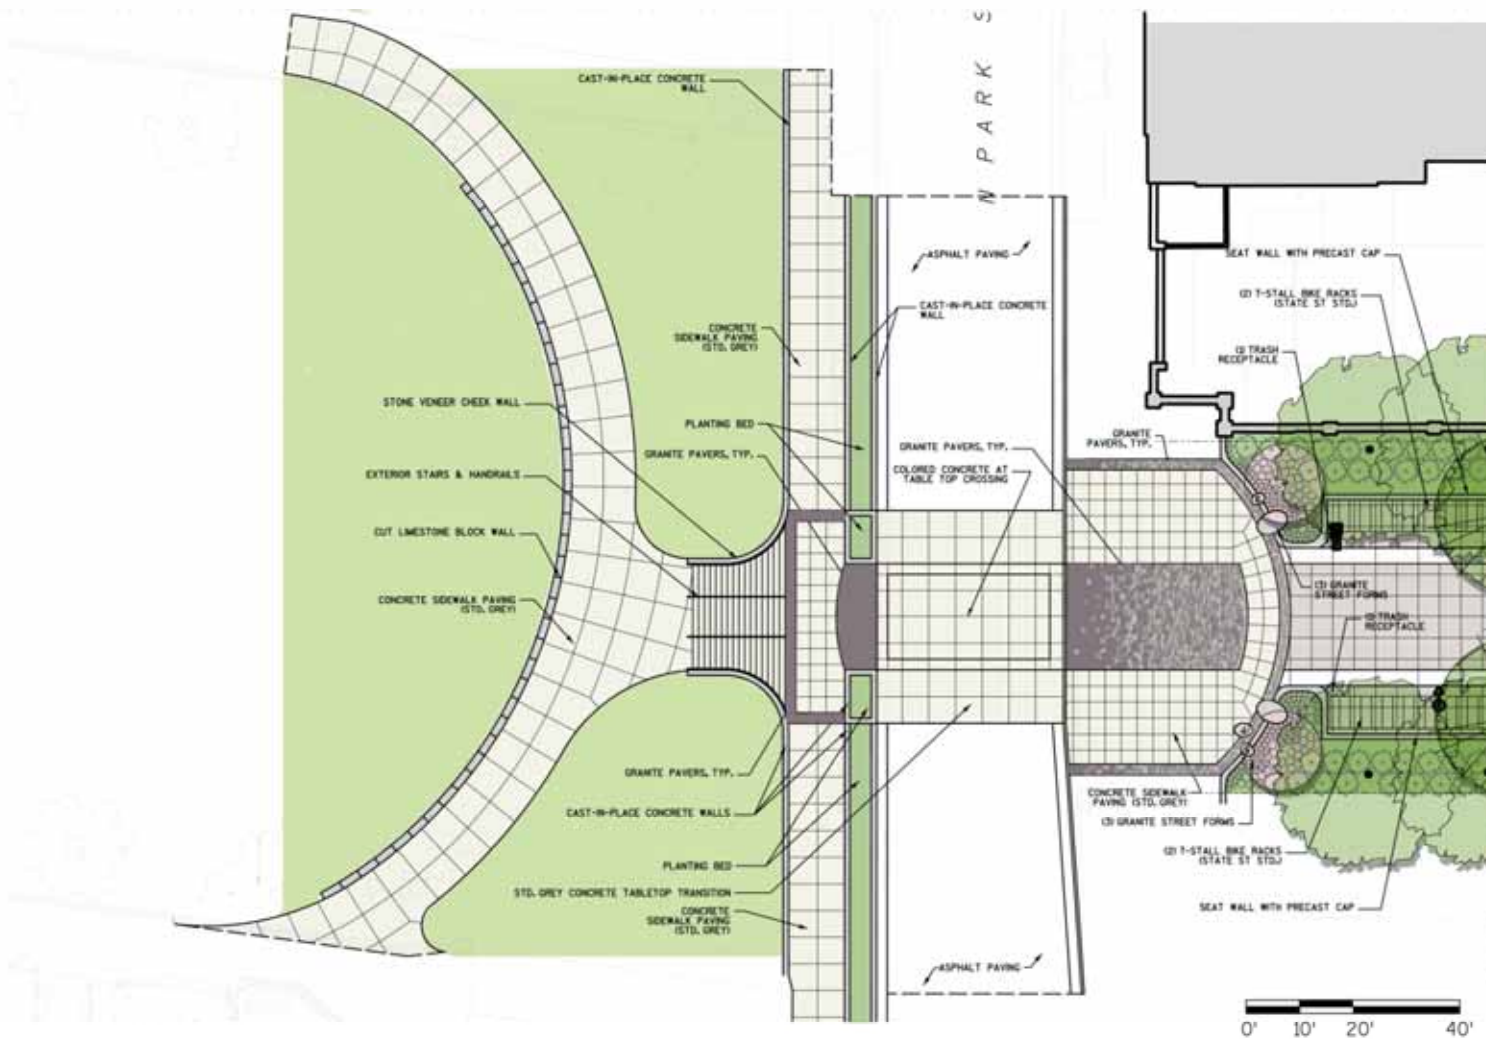 N PARK S
CAST-IN-PLACE CONCRETE
WALL
ASPHALT PAVING
SEAT WALL WITH PRECAST CAP
(2) 7-STALL BIKE RACKS
(STATE ST STD.)
CAST-IN-PLACE CONCRETE
WALL
CONCRETE
SIDEWALK PAVING
(STD. GREY)
(1) TRASH
RECEPTACLE
STONE VENEER CHEEK WALL
PLANTING BED
GRANITE
PAVERS, TYP.
GRANITE PAVERS, TYP.
GRANITE PAVERS, TYP.
EXTERIOR STAIRS & HANDRAILS
COLORED CONCRETE AT
TABLE TOP CROSSING
CUT LIMESTONE BLOCK WALL
CONCRETE SIDEWALK PAVING
(STD. GREY)
GRANITE
STREET FORMS
TRASH
RECEPTACLE
GRANITE PAVERS, TYP.
CONCRETE SIDEWALK
PAVING (STD. GREY)
CAST-IN-PLACE CONCRETE WALLS
(3) GRANITE STREET FORMS
PLANTING BED
(2) 7-STALL BIKE RACKS
(STATE ST STD.)
STD. GREY CONCRETE TABLETOP TRANSITION
CONCRETE
SIDEWALK PAVING
(STD. GREY)
SEAT WALL WITH PRECAST CAP
ASPHALT PAVING
0' 10' 20' 40'